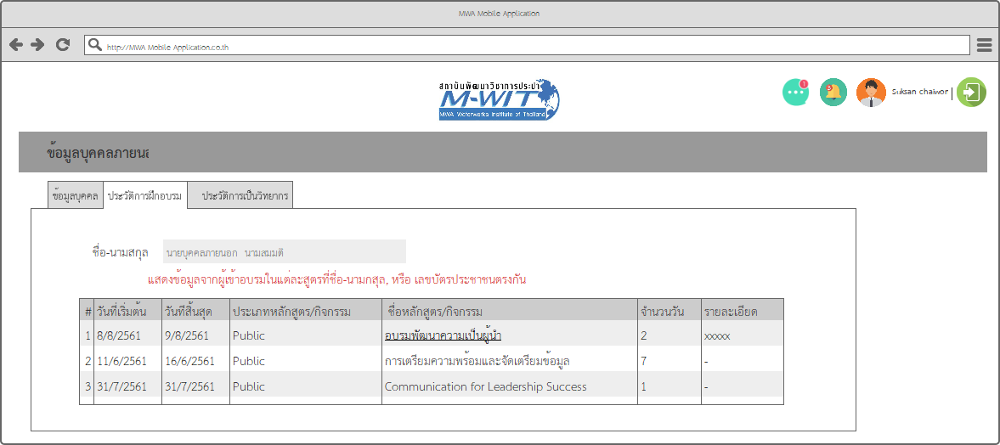 MWA Mobile Application
http://MWA Mobile Application.co.th
สถาบันพัฒนาวิชาการประปา
M-WIT
MWA Waterworks Institute of Thailand
1
3
Suksan chaiwon
ข้อมูลบุคคลภายนอ
ข้อมูลบุคคล ประวัติการฝึกอบรม ประวัติการเป็นวิทยากร
ชื่อ-นามสกุล นายบุคคลภายนอก นามสมมติ
แสดงข้อมูลจากผู้เข้าอบรมในแต่ละสูตรที่ชื่อ-นามกสุล, หรือ เลขบัตรประชาชนตรงกัน
# วันที่เริ่มต้น วันที่สิ้นสุด ประเภทหลักสูตร/กิจกรรม ชื่อหลักสูตร/กิจกรรม จำนวนวัน รายละเอียด
1 8/8/2561 9/8/2561 Public อบรมพัฒนาความเป็นผู้นำ 2 xxxxx
2 11/6/2561 16/6/2561 Public การเตรียมความพร้อมและจัดเตรียมข้อมูล 7 -
3 31/7/2561 31/7/2561 Public Communication for Leadership Success 1 -